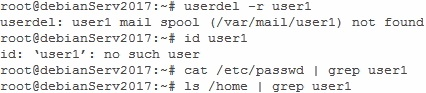 root@debianServ2017:~# userdel -r user1
userdel: user1 mail spool (/var/mail/user1) not found
root@debianServ2017:~# id user1
id: ‘user1’: no such user
root@debianServ2017:~# cat /etc/passwd | grep user1
root@debianServ2017:~# ls /home | grep user1